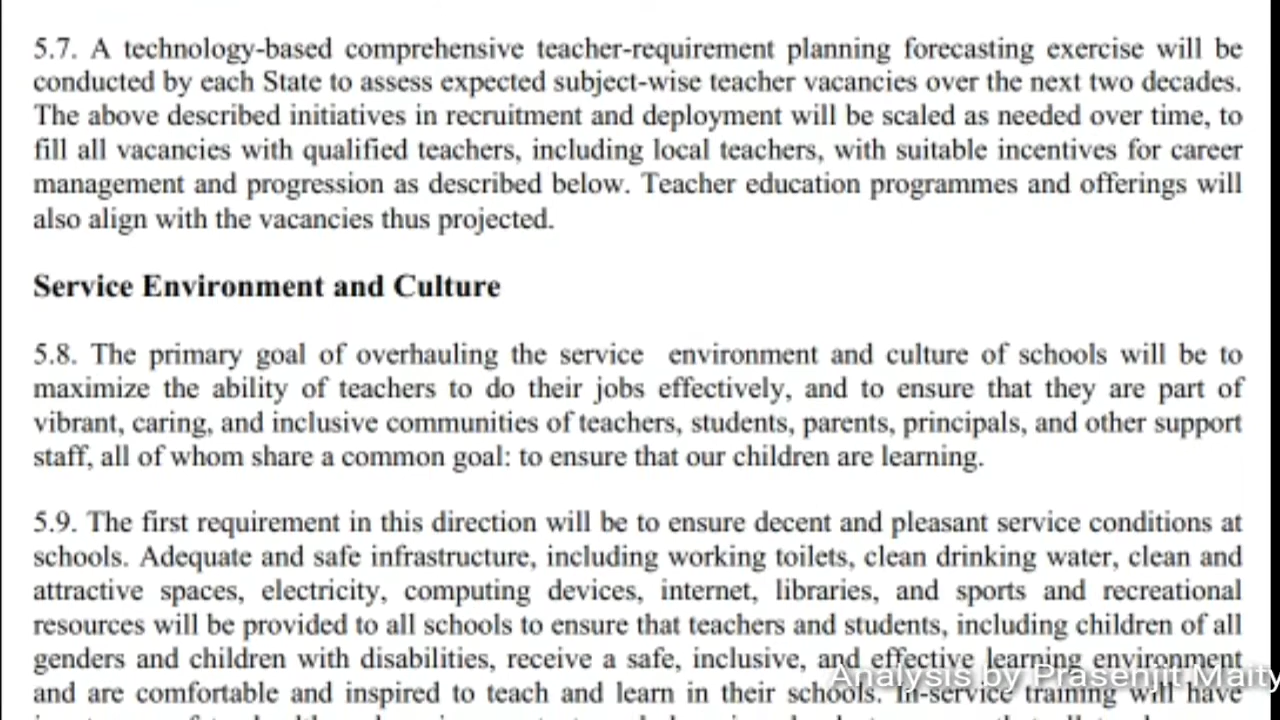 5.7. A technology-based comprehensive teacher-requirement planning forecasting exercise will be
conducted by each State to assess expected subject-wise teacher vacancies over the next two decades.
The above described initiatives in recruitment and deployment will be scaled as needed over time, to
fill all vacancies with qualified teachers, including local teachers, with suitable incentives for career
management and progression as described below. Teacher education programmes and offerings will
also align with the vacancies thus projected.
Service Environment and Culture
5.8. The primary goal of overhauling the service environment and culture of schools will be to
maximize the ability of teachers to do their jobs effectively, and to ensure that they are part of
vibrant, caring, and inclusive communities of teachers, students, parents, principals, and other support
staff, all of whom share a common goal: to ensure that our children are learning.
5.9. The first requirement in this direction will be to ensure decent and pleasant service conditions at
schools. Adequate and safe infrastructure, including working toilets, clean drinking water, clean and
attractive spaces, electricity, computing devices, internet, libraries, and sports and recreational
resources will be provided to all schools to ensure that teachers and students, including children of all
genders and children with disabilities, receive a safe, inclusive, and effective learning environment
and are comfortable and inspired to teach and learn in their schools. In-service training will have
Analysis by Prasenjit Maity